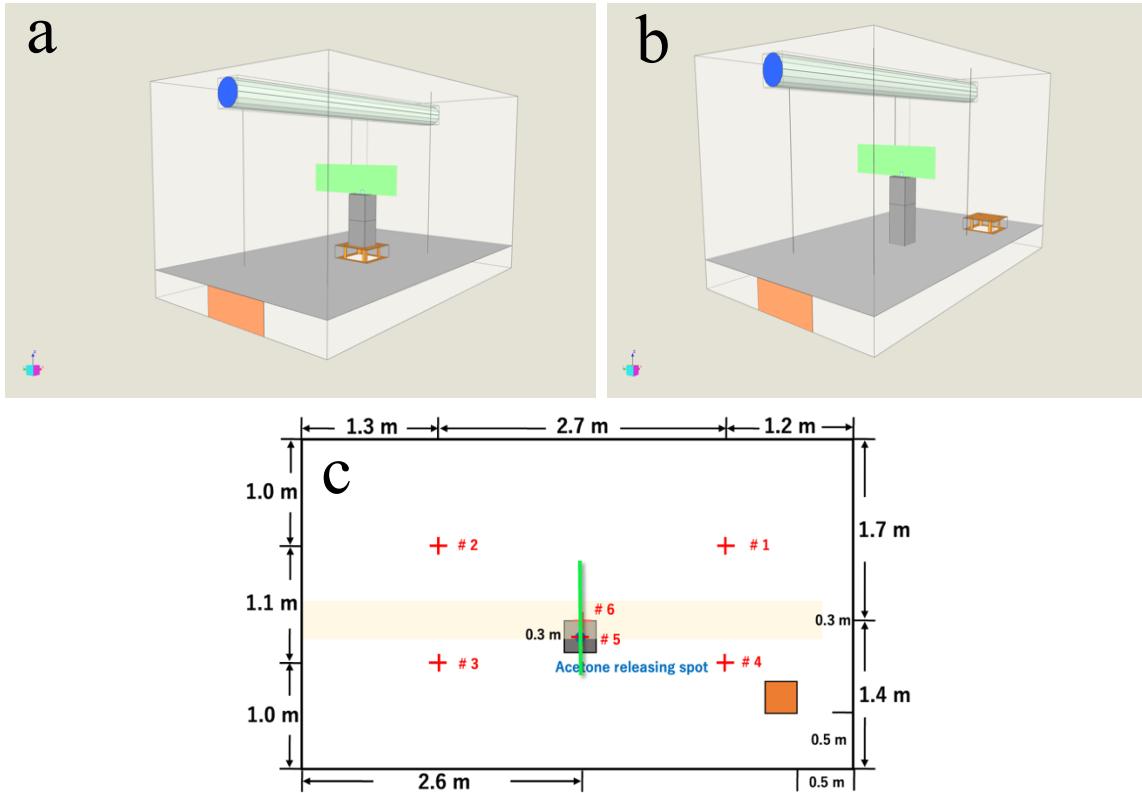 a
b
1.3 m
2.7 m
1.2 m
c
1.0 m
# 2
# 1
1.7 m
1.1 m
# 6
0.3 m
0.3 m
# 5
# 3
Acetone releasing spot
# 4
1.4 m
1.0 m
0.5 m
2.6 m
0.5 m